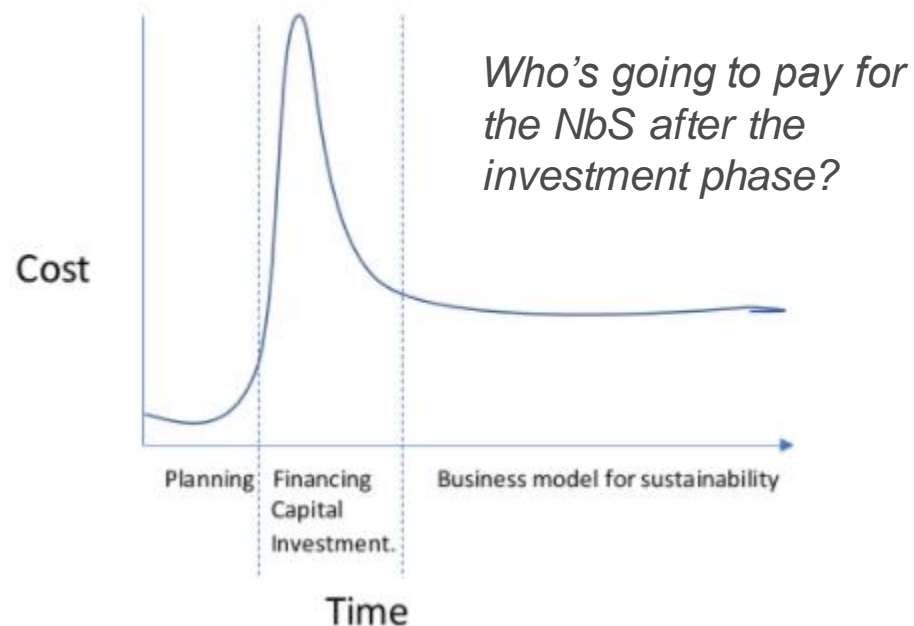 Who's going to pay for
the NbS after the
investment phase?
Cost
Planning
Financing
Capital
Investment.
Business model for sustainability
Time